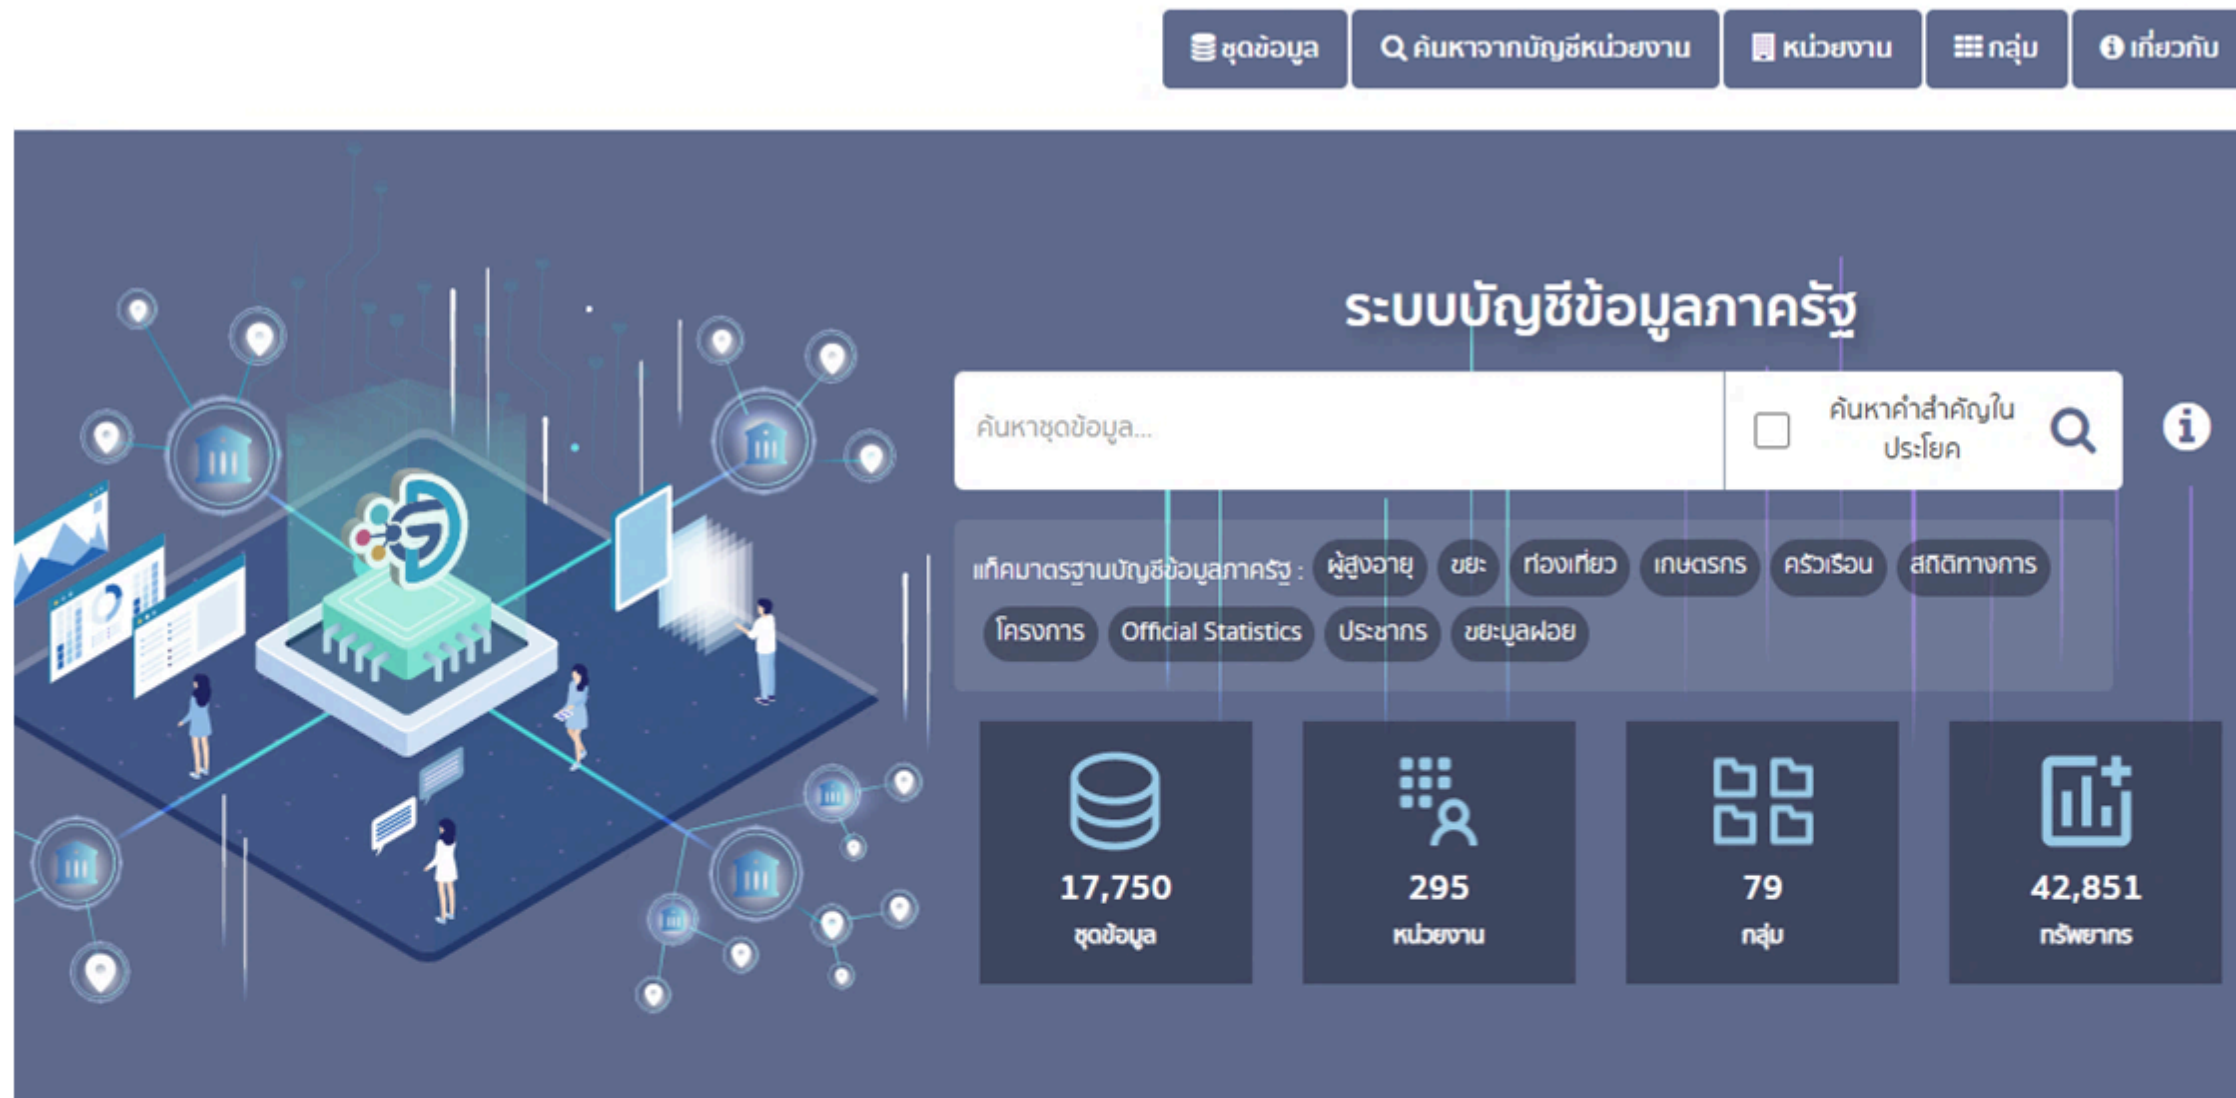 ชุดข้อมูล ค้นหาจากบัญชีหน่วยงาน หน่วยงาน กลุ่ม เกี่ยวกับ
ระบบบัญชีข้อมูลภาครัฐ
ค้นหาชุดข้อมูล...
ค้นหาคำสำคัญใน
ประโยค
แท็คมาตรฐานบัญชีข้อมูลภาครัฐ : ผู้สูงอายุ ขยะ ท่องเที่ยว เกษตรกร ครัวเรือน สถิติทางการ
โครงการ Official Statistics ประชากร ขยะมูลฝอย
17,750 295 79 42,851
ชุดข้อมูล หน่วยงาน กลุ่ม ทรัพยากร